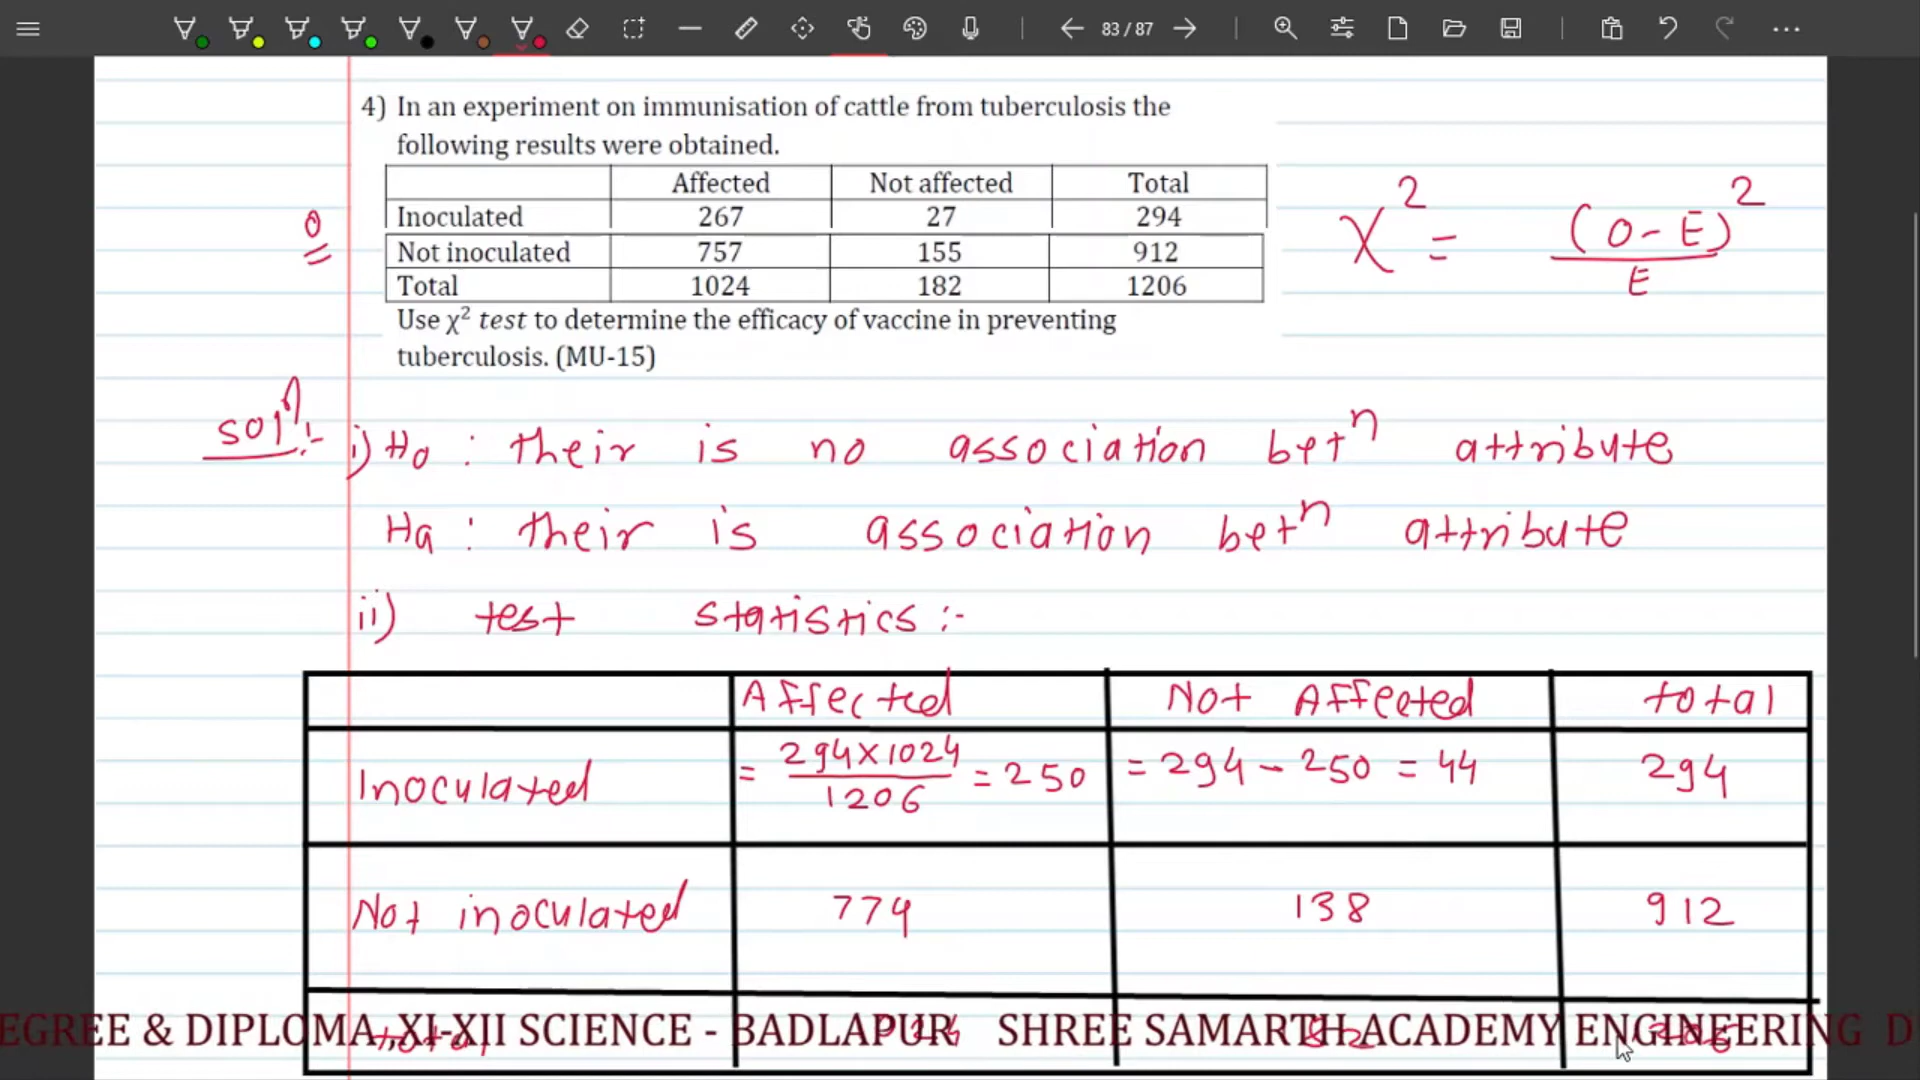 83 / 87
4) In an experiment on immunisation of cattle from tuberculosis the
following results were obtained.
Affected Not affected Total
Inoculated 267 27 294
Not inoculated 757 155 912
Total 1024 182 1206
Use χ² test to determine the efficacy of vaccine in preventing
tuberculosis. (MU-15)
O
χ² = (O - E)² / E
solⁿ :-
i) H₀ : their is no association betⁿ attribute
Ha : their is association betⁿ attribute
ii) test statistics :-
Affected Not Affected total
Inoculated = 294×1024 / 1206 = 250 = 294 - 250 = 44 294
Not inoculated 774 138 912
total
EGREE & DIPLOMA, XI-XII SCIENCE - BADLAPUR SHREE SAMARTH ACADEMY ENGINEERING D